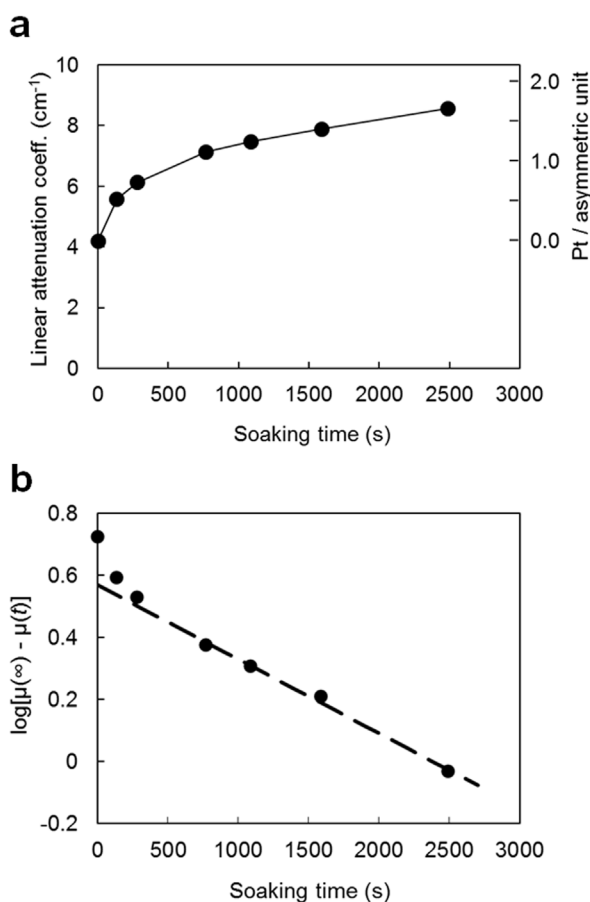 a
Linear attenuation coeff. (cm⁻¹)
10
8
6
4
2
0
2.0
1.0
0.0
Pt / asymmetric unit
0 500 1000 1500 2000 2500 3000
Soaking time (s)
b
log[μ(∞) - μ(t)]
0.8
0.6
0.4
0.2
0
-0.2
0 500 1000 1500 2000 2500 3000
Soaking time (s)